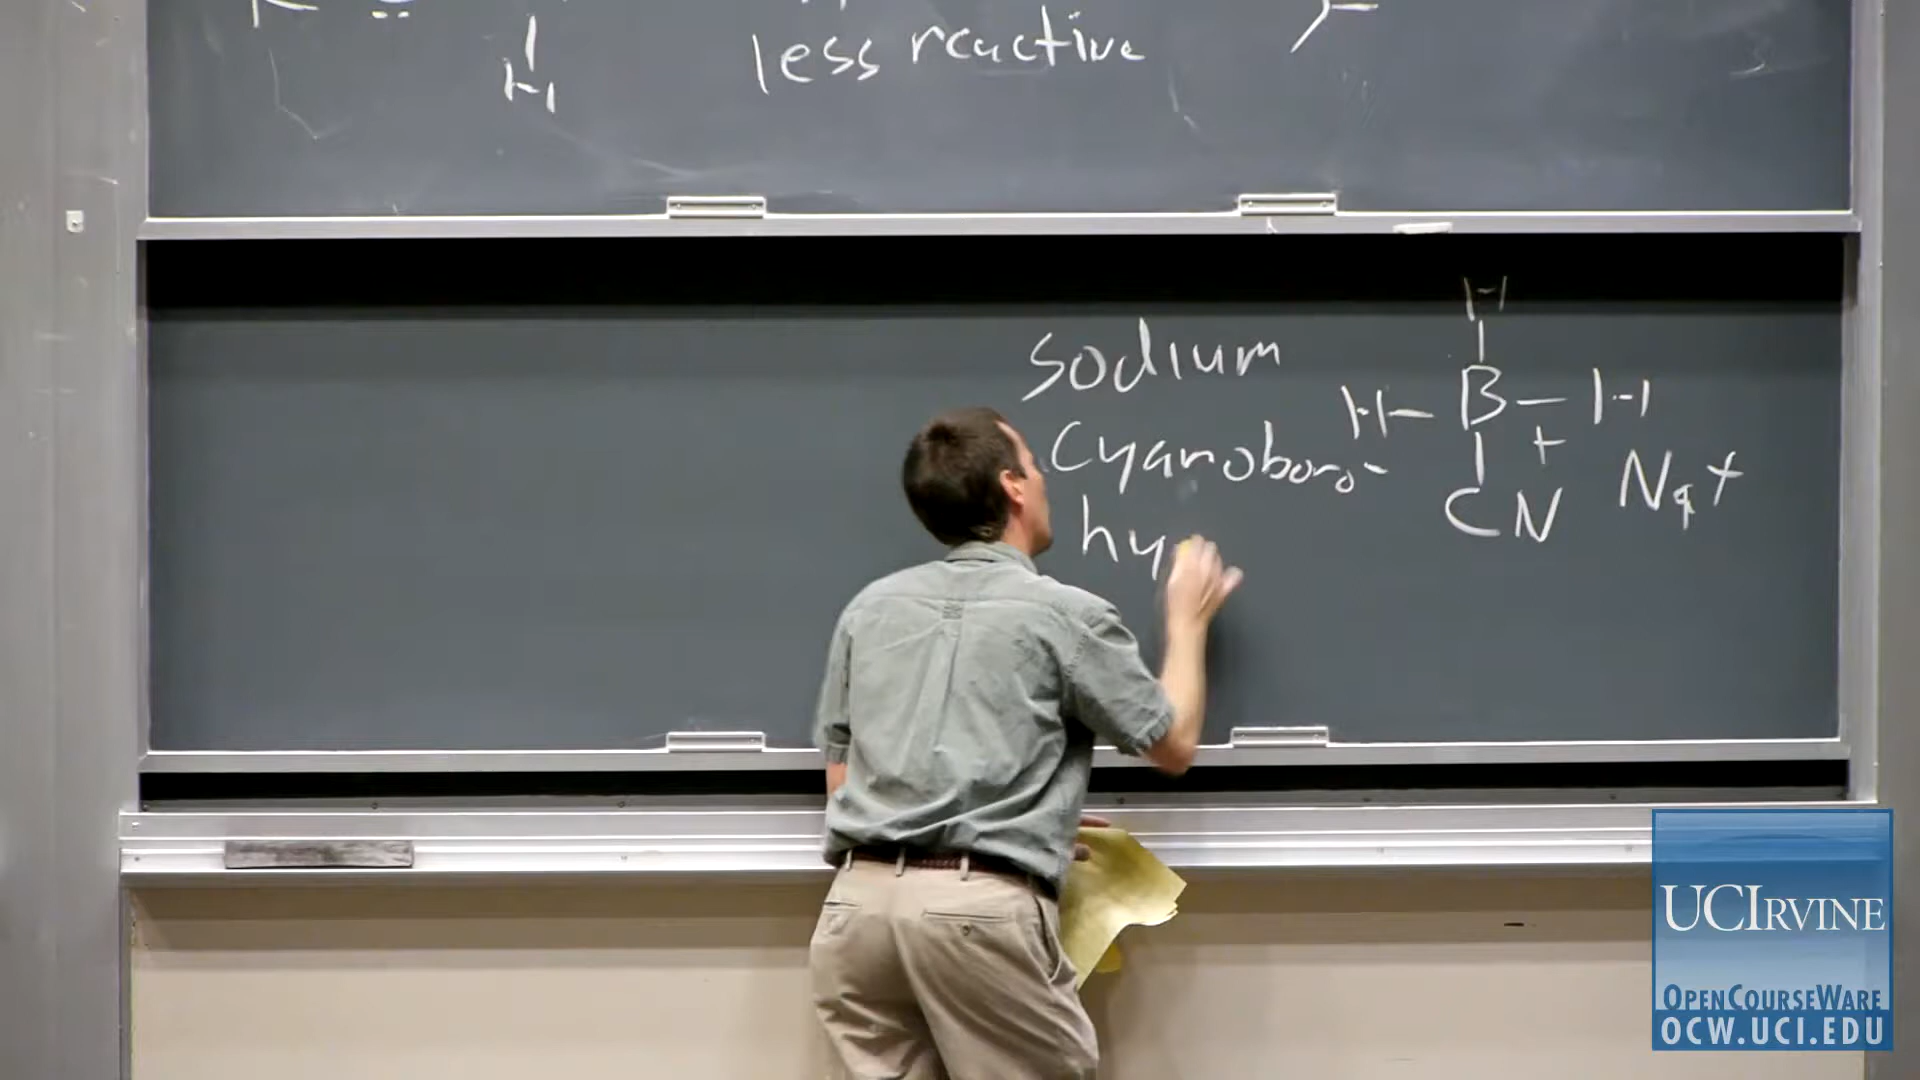 less reactive
H
H
sodium
H- B - H
+
cyanoboro-
CN Na+
hy
UCIRVINE
OPENCOURSEWARE
OCW.UCI.EDU